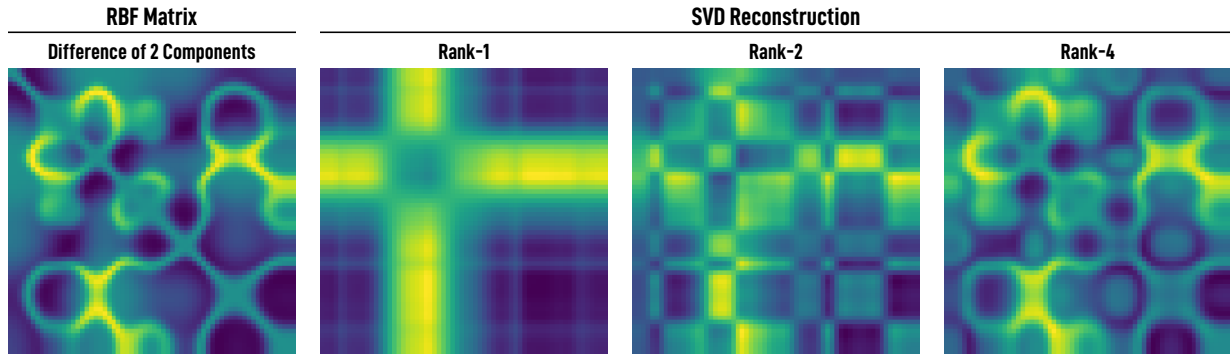 RBF Matrix
SVD Reconstruction
Difference of 2 Components
Rank-1
Rank-2
Rank-4